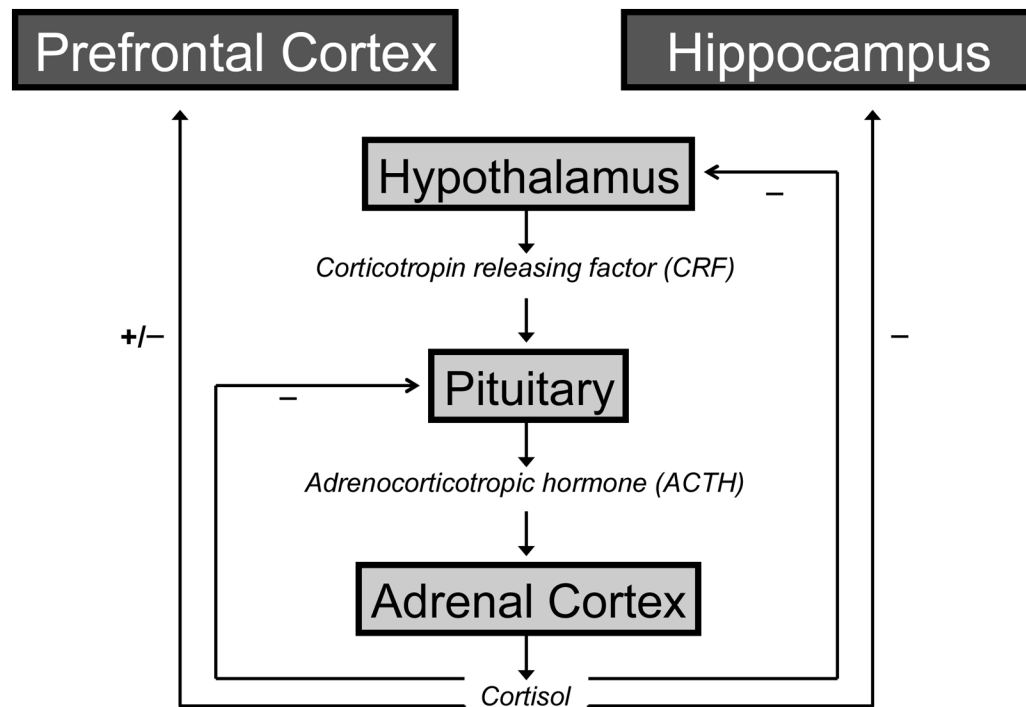 Prefrontal Cortex
Hippocampus
Hypothalamus
–
Corticotropin releasing factor (CRF)
+/–
–
Pituitary
–
Adrenocorticotropic hormone (ACTH)
Adrenal Cortex
Cortisol